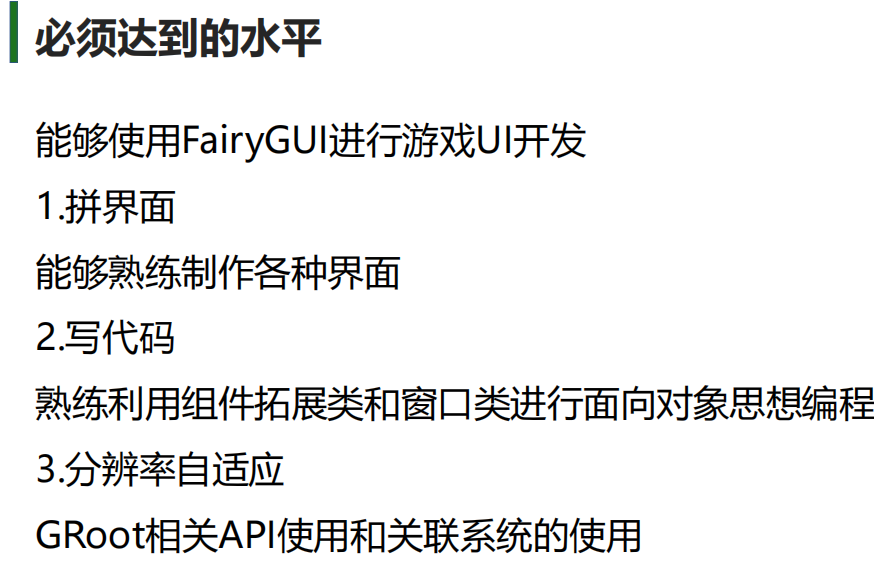 必须达到的水平
能够使用FairyGUI进行游戏UI开发
1.拼界面
能够熟练制作各种界面
2.写代码
熟练利用组件拓展类和窗口类进行面向对象思想编程
3.分辨率自适应
GRoot相关API使用和关联系统的使用